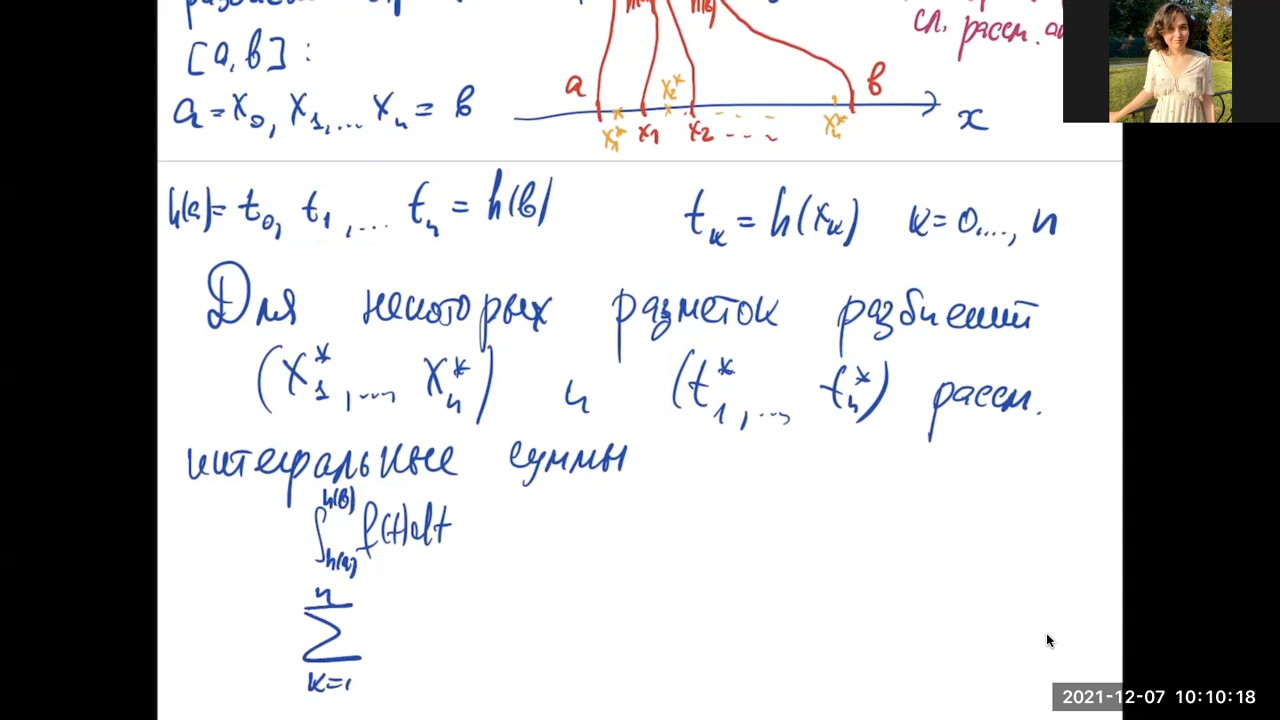 [a,b]:
a = x₀, x₁,... xₙ = b
a b
x₁* x₁ x₂* x₂ - - - xₙ* x
h(a)= t₀, t₁,... tₙ = h(b) tₖ = h(xₖ) k=0...., n
Для некоторых разметок разбиений
(x₁*,..., xₙ*) и (t₁*,..., tₙ*) рассм.
интегральные суммы
∫_{h(a)}^{h(b)} f(t)dt
n
∑
k=1
сл. рассм.
2021-12-07 10:10:18